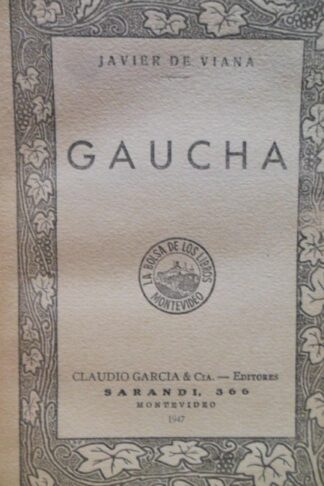 JAVIER DE VIANA
GAUCHA
LA BOLSA DE LOS LIBROS
MONTEVIDEO
CLAUDIO GARCIA & CIA. — EDITORES
SARANDI, 366
MONTEVIDEO
1947